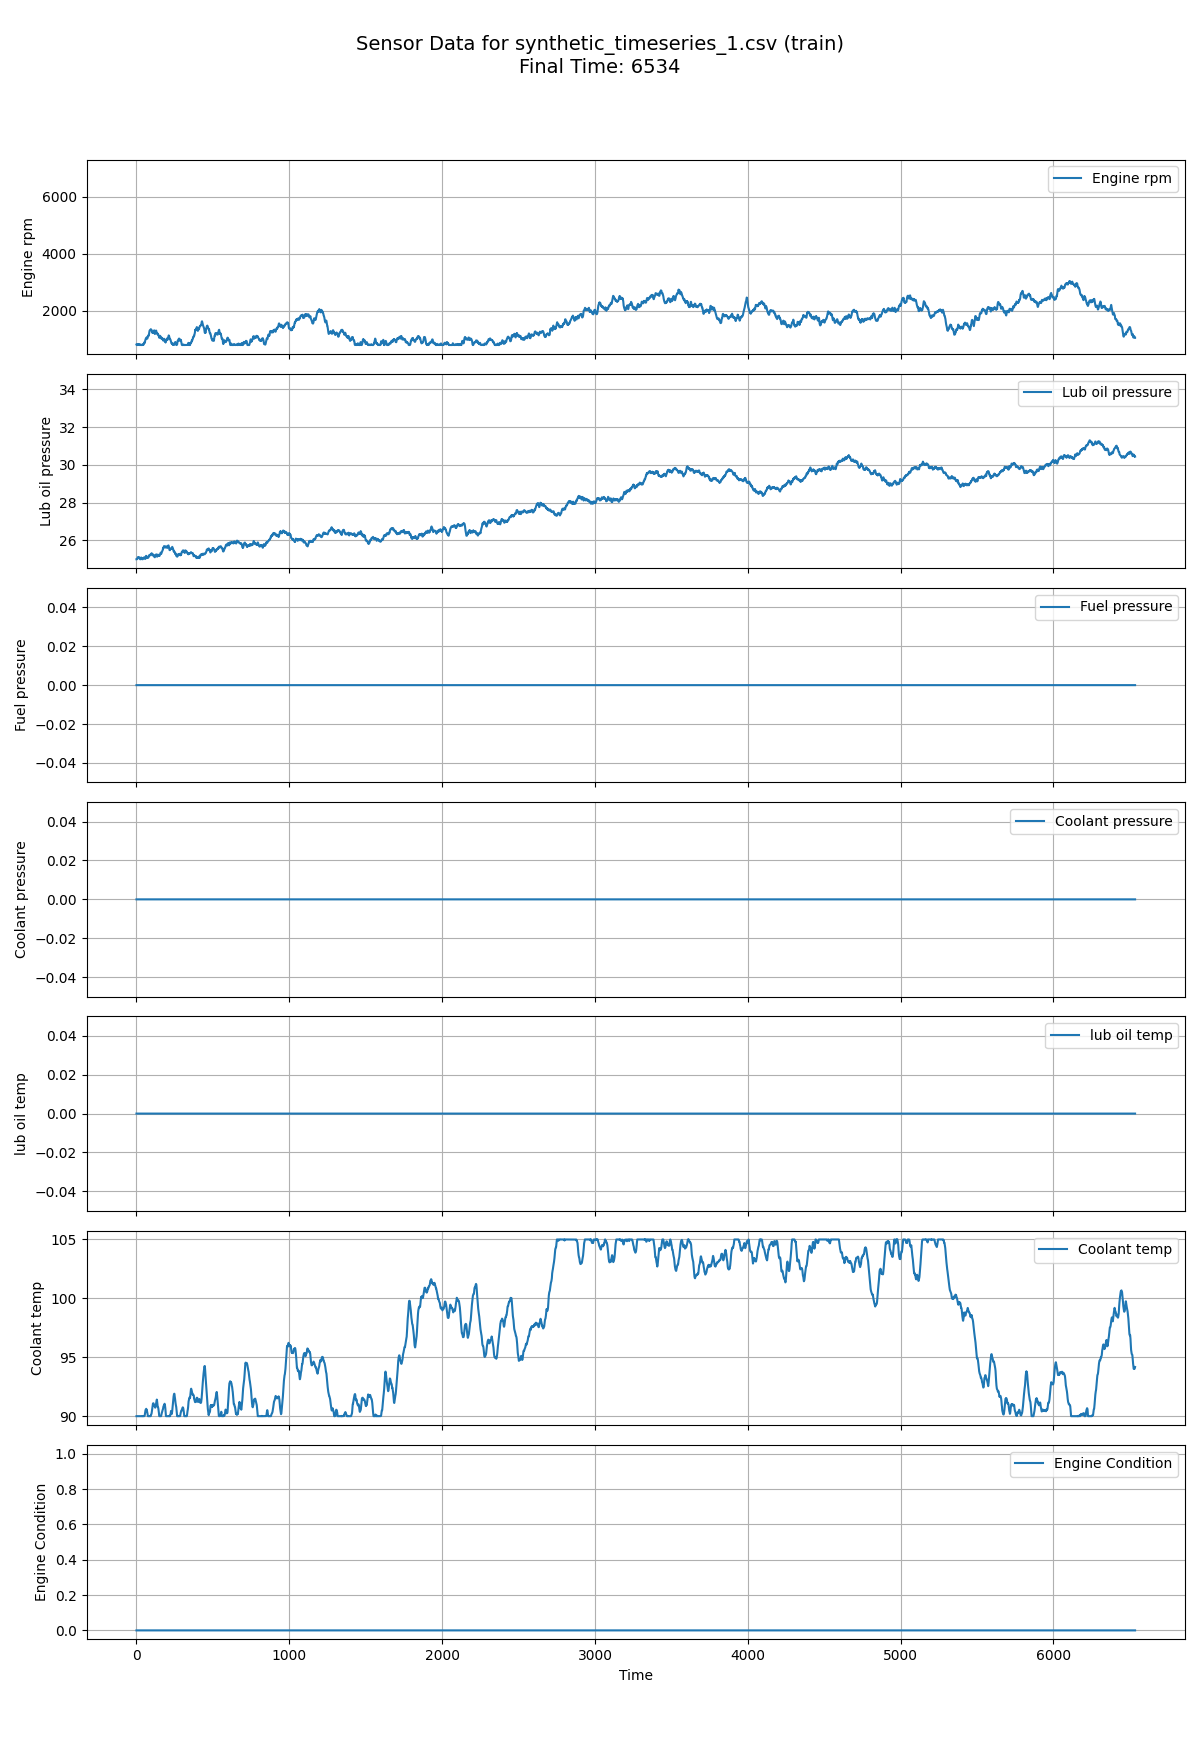 Sensor Data for synthetic_timeseries_1.csv (train)
Final Time: 6534
Engine rpm
6000
4000
2000
Engine rpm
Lub oil pressure
34
32
30
28
26
Lub oil pressure
Fuel pressure
0.04
0.02
0.00
−0.02
−0.04
Fuel pressure
Coolant pressure
0.04
0.02
0.00
−0.02
−0.04
Coolant pressure
lub oil temp
0.04
0.02
0.00
−0.02
−0.04
lub oil temp
Coolant temp
105
100
95
90
Coolant temp
Engine Condition
1.0
0.8
0.6
0.4
0.2
0.0
Engine Condition
0 1000 2000 3000 4000 5000 6000
Time